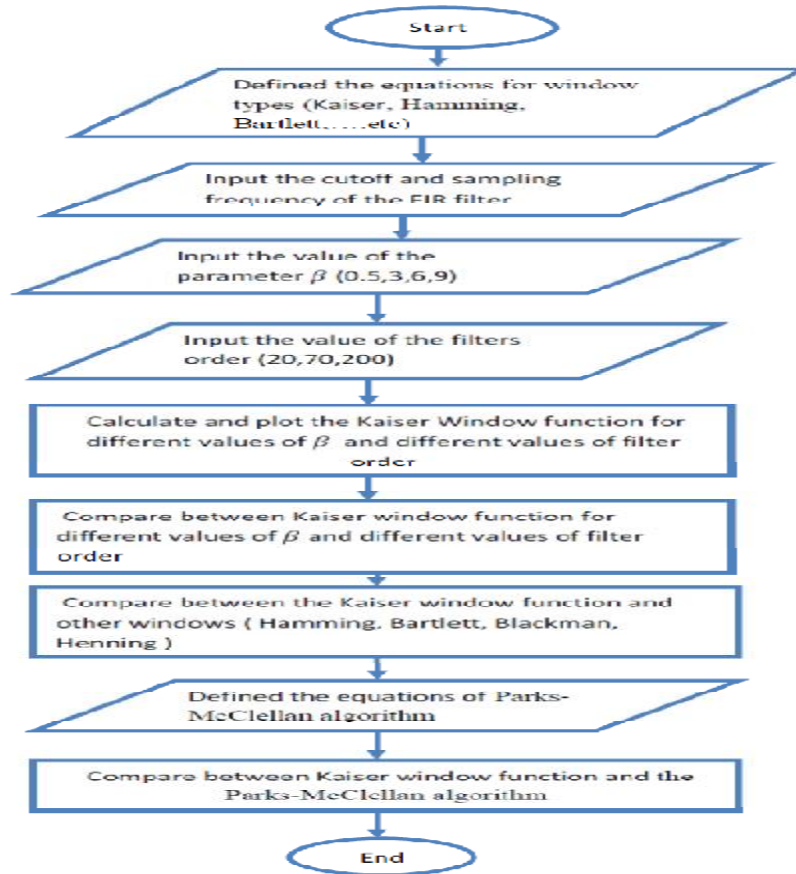 Start
Defined the equations for window
types (Kaiser, Hamming,
Bartlett,....etc)
Input the cutoff and sampling
frequency of the FIR filter
Input the value of the
parameter β (0.5,3,6,9)
Input the value of the filters
order (20,70,200)
Calculate and plot the Kaiser Window function for
different values of β and different values of filter
order
Compare between Kaiser window function for
different values of β and different values of filter
order
Compare between the Kaiser window function and
other windows ( Hamming, Bartlett, Blackman,
Henning )
Defined the equations of Parks-
McClellan algorithm
Compare between Kaiser window function and the
Parks-McClellan algorithm
End